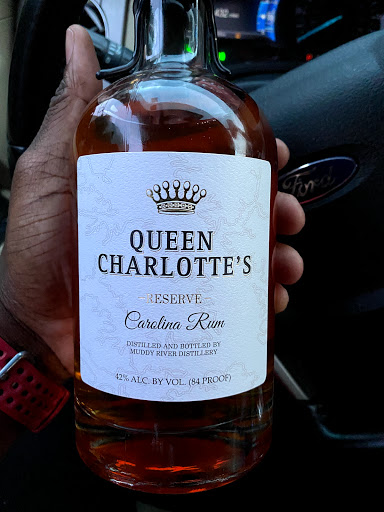 432
QUEEN
CHARLOTTE'S
RESERVE
Carolina Rum
DISTILLED AND BOTTLED BY
MUDDY RIVER DISTILLERY
42% ALC. BY VOL. (84 PROOF)
Ford